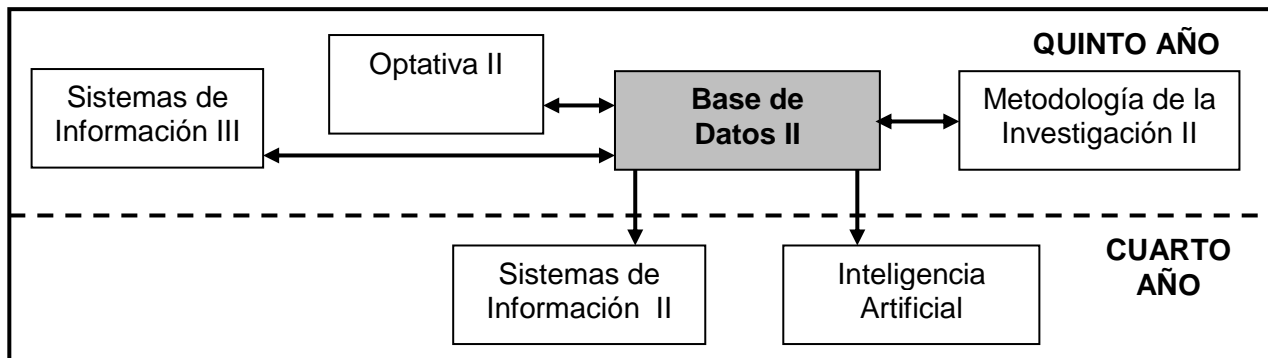 QUINTO AÑO
Optativa II
Sistemas de
Información III
Base de
Datos II
Metodología de la
Investigación II
CUARTO
AÑO
Sistemas de
Información II
Inteligencia
Artificial